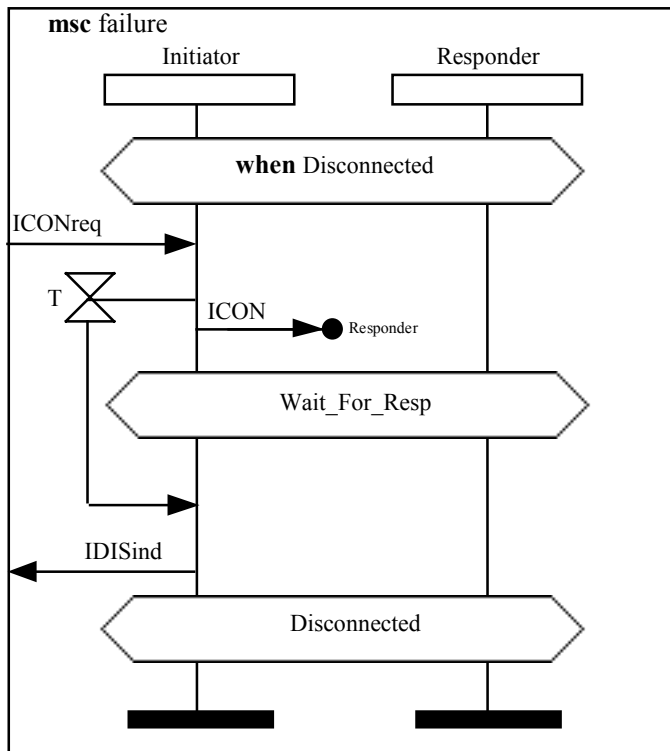 msc failure
Initiator
Responder
when Disconnected
ICONreq
T
ICON
Responder
Wait_For_Resp
IDISind
Disconnected